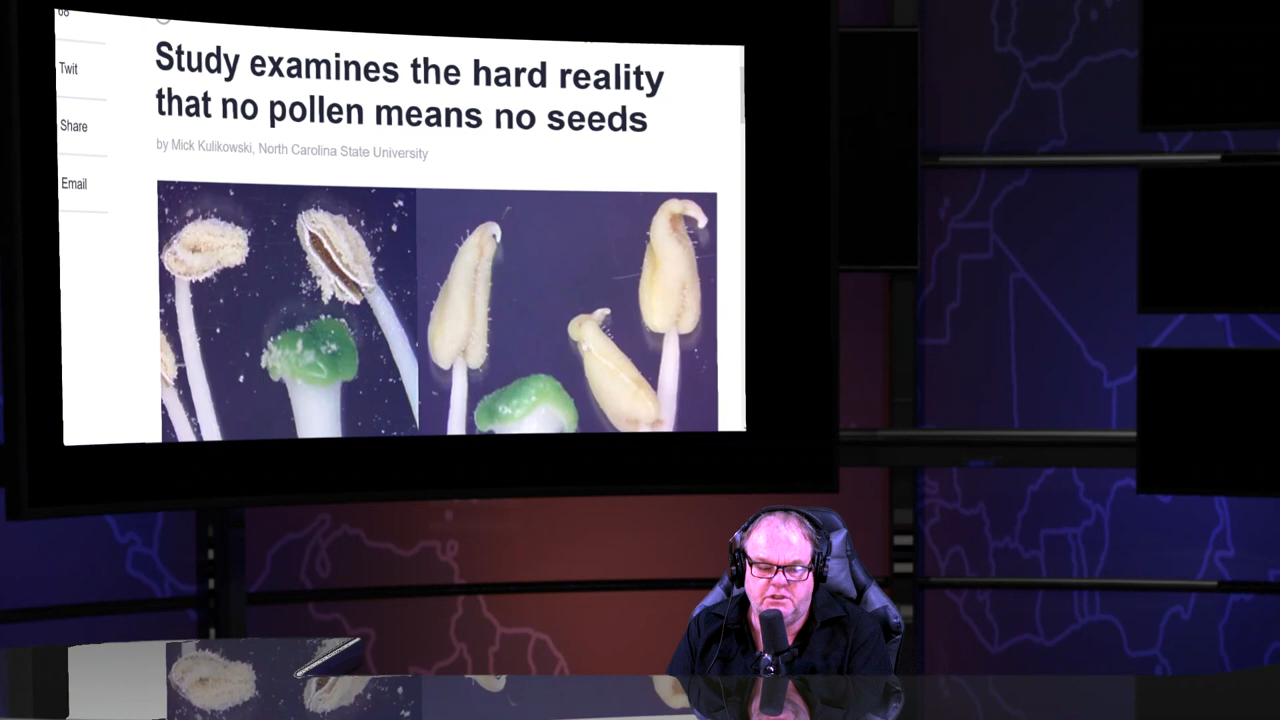 Study examines the hard reality
that no pollen means no seeds
by Mick Kulikowski, North Carolina State University
Twit
Share
Email